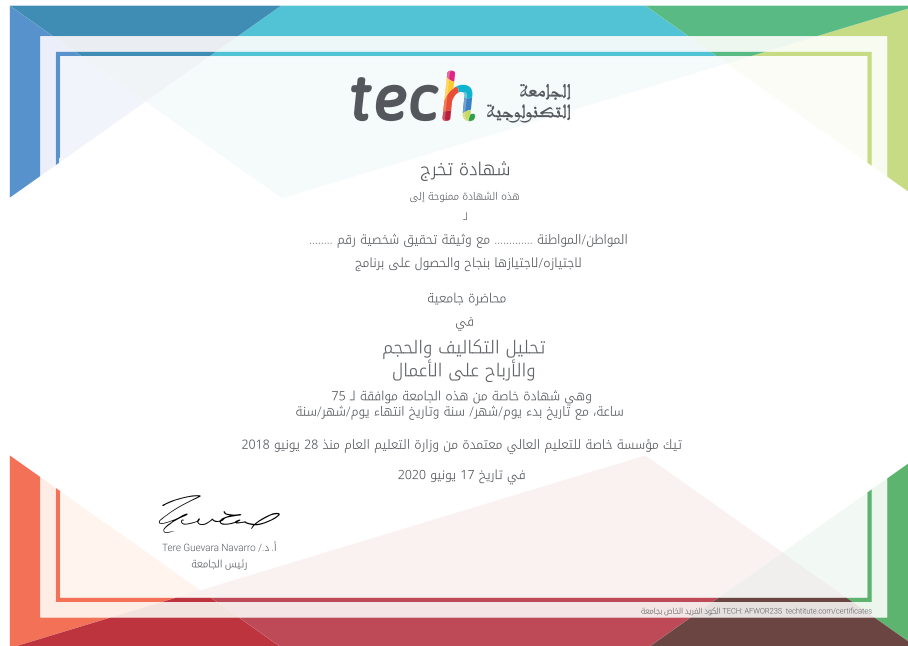 tech الجامعة
التكنولوجية
شهادة تخرج
هذه الشهادة ممنوحة إلى
لـ
المواطن/المواطنة ............. مع وثيقة تحقيق شخصية رقم ........
لاجتيازه/لاجتيازها بنجاح والحصول على برنامج
محاضرة جامعية
في
تحليل التكاليف والحجم
والأرباح على الأعمال
وهي شهادة خاصة من هذه الجامعة موافقة لـ 75
ساعة، مع تاريخ بدء يوم/شهر/ سنة وتاريخ انتهاء يوم/شهر/سنة
تيك مؤسسة خاصة للتعليم العالي معتمدة من وزارة التعليم العام منذ 28 يونيو 2018
في تاريخ 17 يونيو 2020
أ. د./ Tere Guevara Navarro
رئيس الجامعة
الكود الفريد الخاص بجامعة TECH: AFWOR23S techtitute.com/certificates